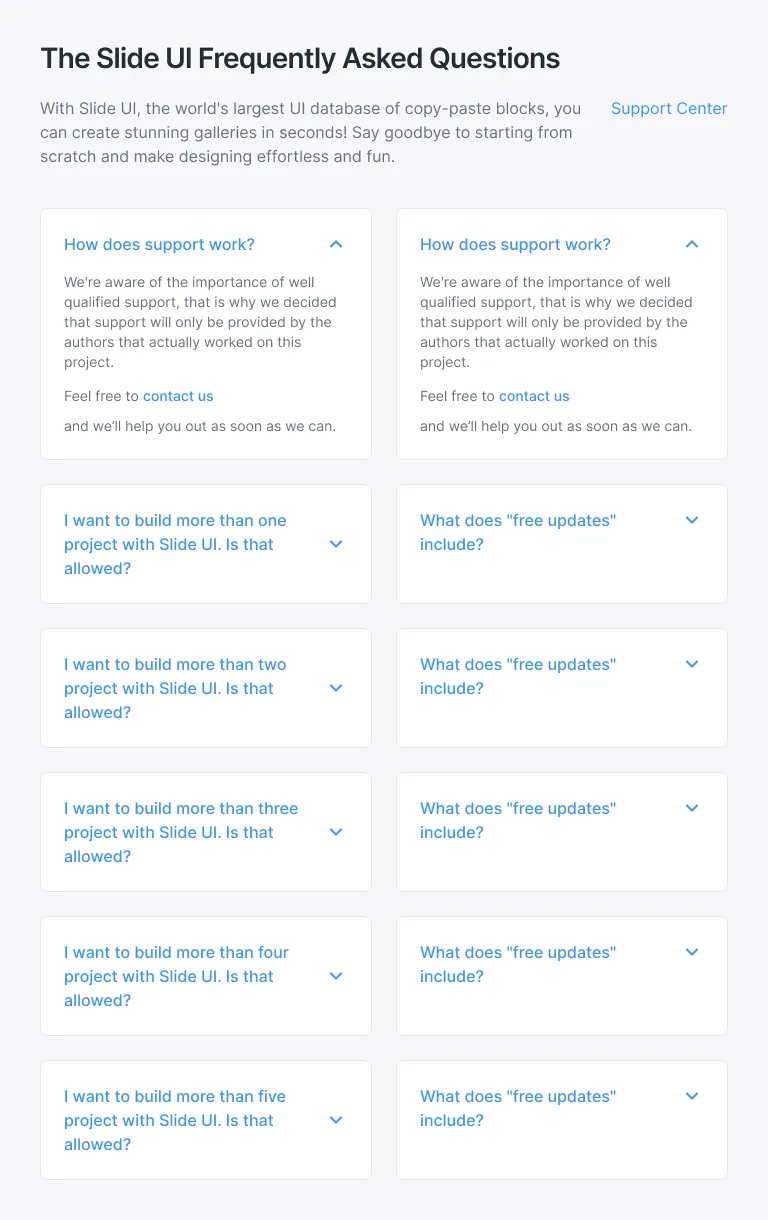 The Slide UI Frequently Asked Questions
With Slide UI, the world's largest UI database of copy-paste blocks, you
can create stunning galleries in seconds! Say goodbye to starting from
scratch and make designing effortless and fun.
Support Center
How does support work?
We're aware of the importance of well
qualified support, that is why we decided
that support will only be provided by the
authors that actually worked on this
project.
Feel free to contact us
and we’ll help you out as soon as we can.
How does support work?
We're aware of the importance of well
qualified support, that is why we decided
that support will only be provided by the
authors that actually worked on this
project.
Feel free to contact us
and we’ll help you out as soon as we can.
I want to build more than one
project with Slide UI. Is that
allowed?
What does "free updates"
include?
I want to build more than two
project with Slide UI. Is that
allowed?
What does "free updates"
include?
I want to build more than three
project with Slide UI. Is that
allowed?
What does "free updates"
include?
I want to build more than four
project with Slide UI. Is that
allowed?
What does "free updates"
include?
I want to build more than five
project with Slide UI. Is that
allowed?
What does "free updates"
include?